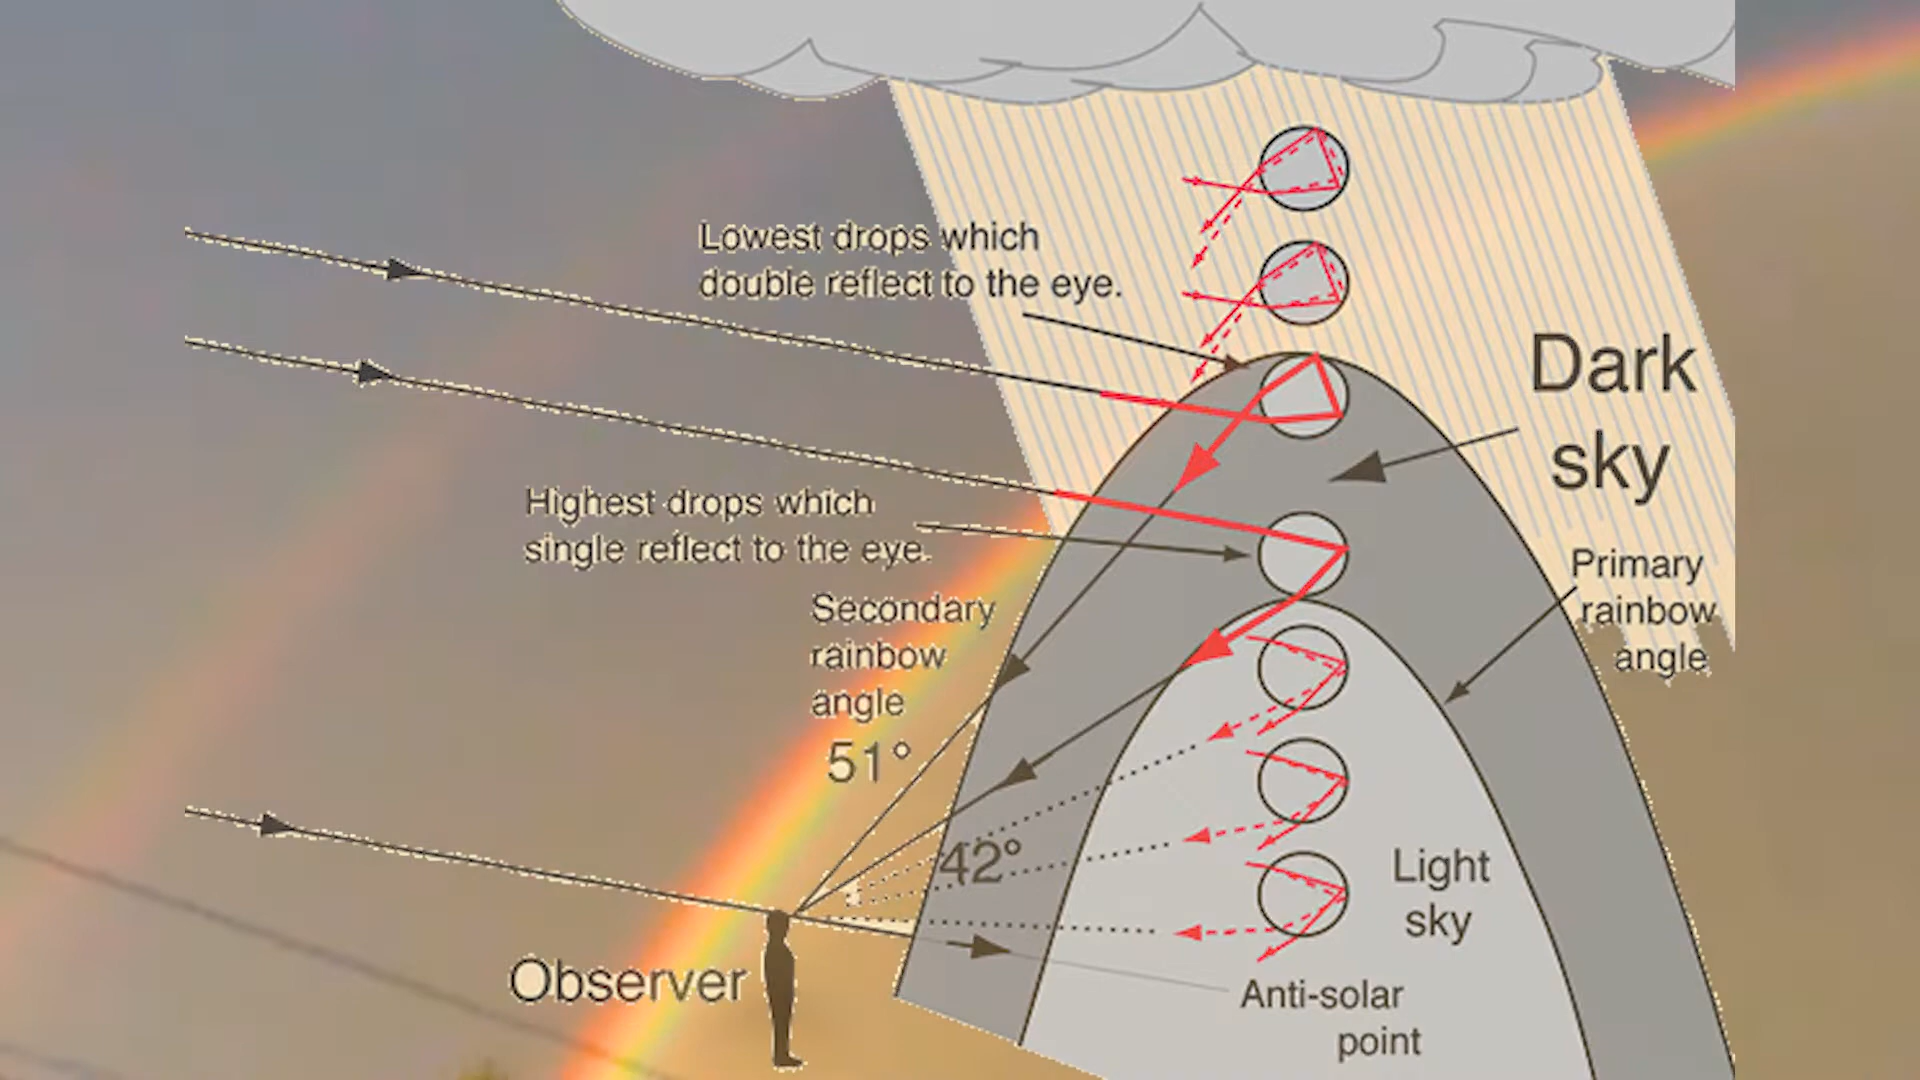 Lowest drops which
double reflect to the eye.
Dark
sky
Highest drops which
single reflect to the eye.
Primary
rainbow
angle
Secondary
rainbow
angle
51°
42°
Light
sky
Observer
Anti-solar
point